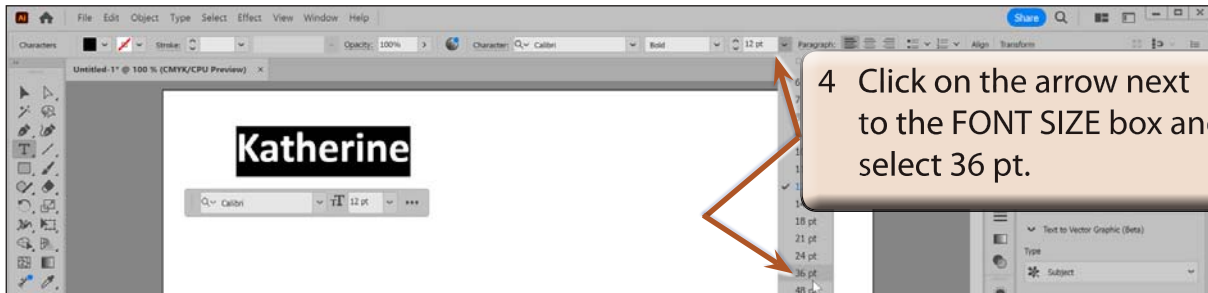 Ai File Edit Object Type Select Effect View Window Help Share
Characters Stroke: Opacity: 100% Character: Calibri Bold 12 pt Paragraph: Align Transform
Untitled-1* @ 100 % (CMYK/CPU Preview) ×
4 Click on the arrow next
to the FONT SIZE box and
select 36 pt.
Katherine
Calibri 12 pt
18 pt
21 pt
24 pt
36 pt
48
Text to Vector Graphic (Beta)
Type
Subject